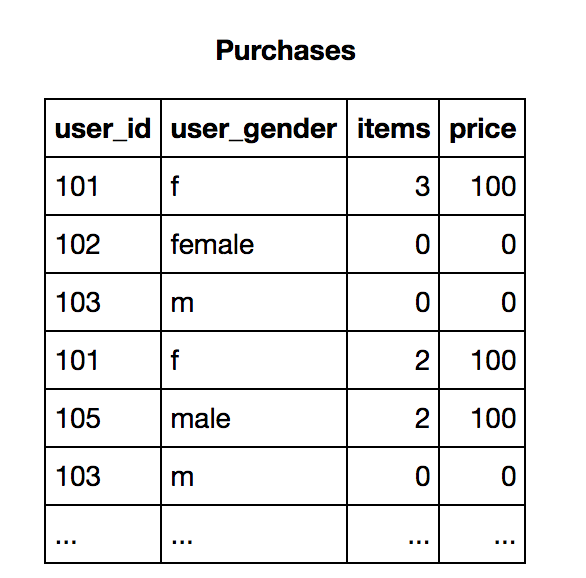 Purchases
user_id user_gender items price
101 f 3 100
102 female 0 0
103 m 0 0
101 f 2 100
105 male 2 100
103 m 0 0
... ... ... ...